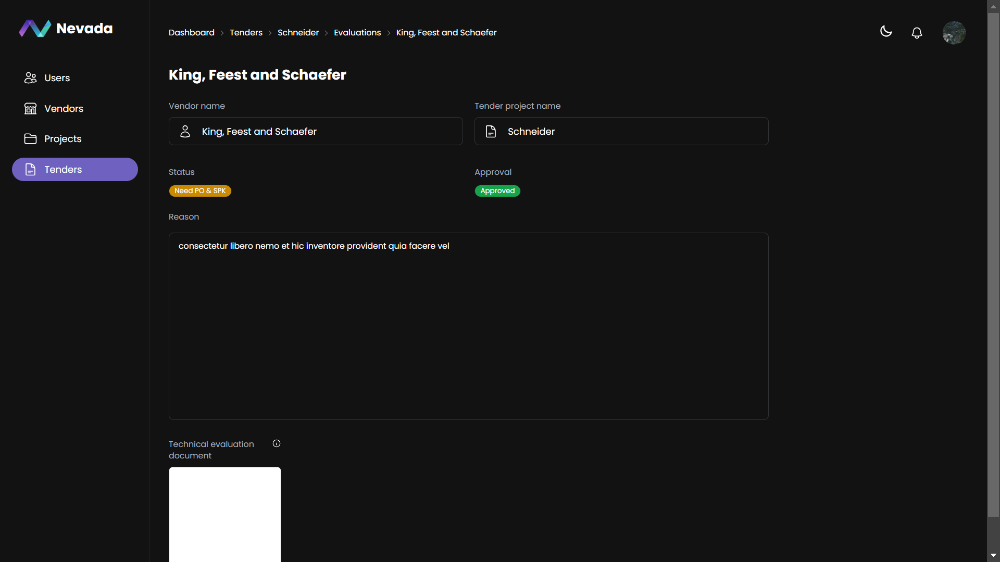 Nevada
Users
Vendors
Projects
Tenders
Dashboard > Tenders > Schneider > Evaluations > King, Feest and Schaefer
King, Feest and Schaefer
Vendor name
King, Feest and Schaefer
Tender project name
Schneider
Status
Need PO & SPK
Approval
Approved
Reason
consectetur libero nemo et hic inventore provident quia facere vel
Technical evaluation
document